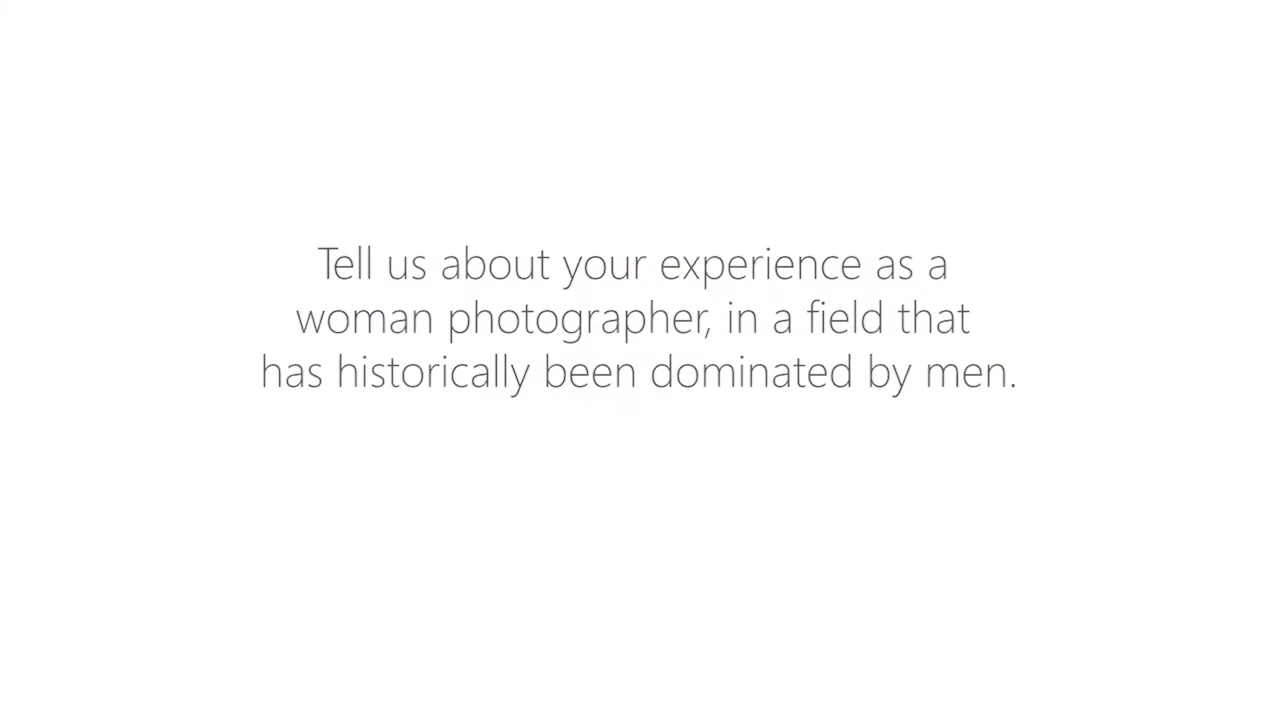 Tell us about your experience as a
woman photographer, in a field that
has historically been dominated by men.